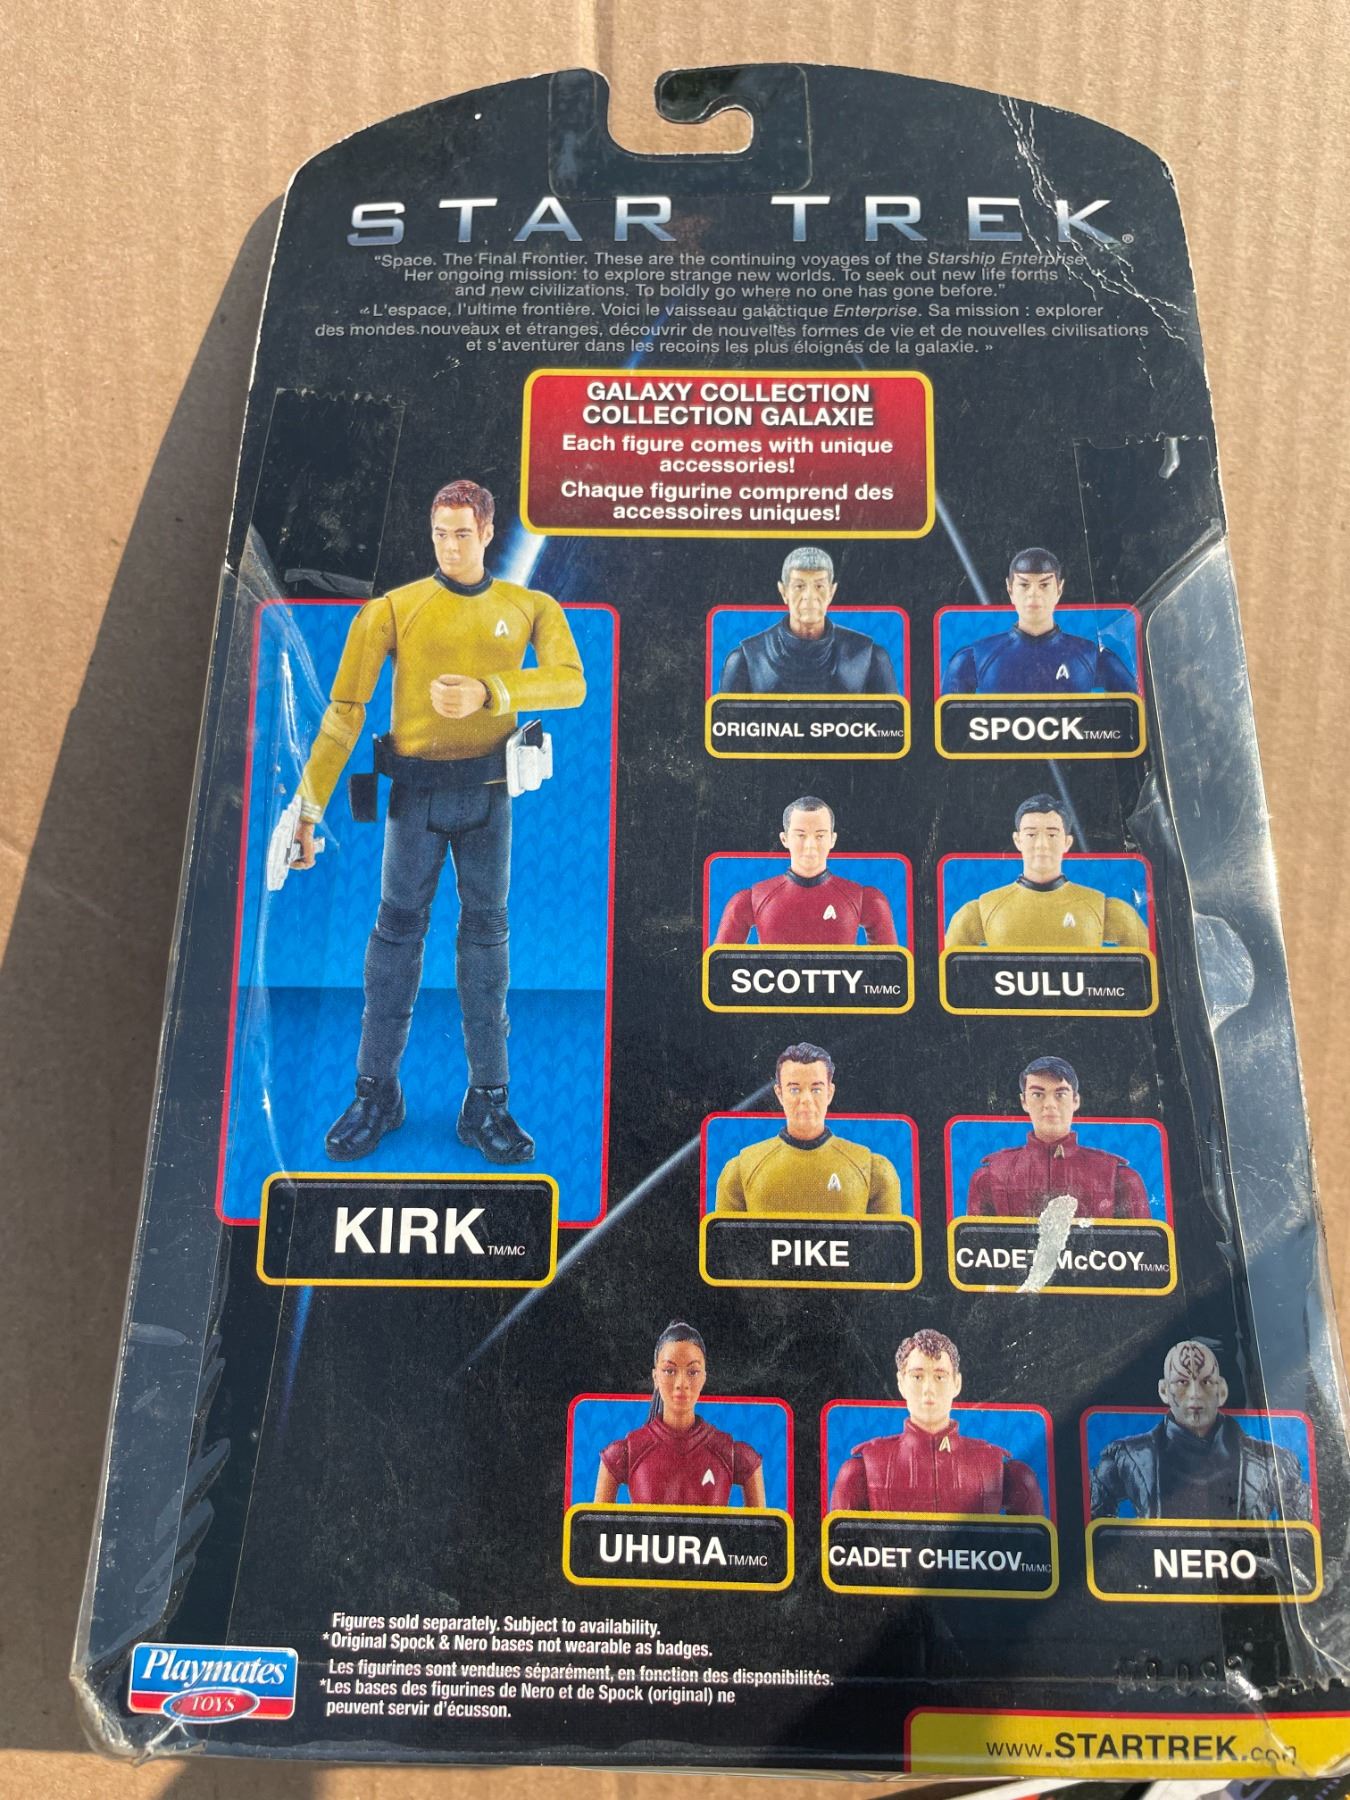 STAR TREK®
"Space. The Final Frontier. These are the continuing voyages of the Starship Enterprise.
Her ongoing mission: to explore strange new worlds. To seek out new life forms
and new civilizations. To boldly go where no one has gone before."
« L'espace, l'ultime frontière. Voici le vaisseau galactique Enterprise. Sa mission : explorer
des mondes nouveaux et étranges, découvrir de nouvelles formes de vie et de nouvelles civilisations
et s'aventurer dans les recoins les plus éloignés de la galaxie. »
GALAXY COLLECTION
COLLECTION GALAXIE
Each figure comes with unique
accessories!
Chaque figurine comprend des
accessoires uniques!
ORIGINAL SPOCK TM/MC
SPOCK TM/MC
SCOTTY TM/MC
SULU TM/MC
KIRK TM/MC
PIKE
CADET McCOY TM/MC
UHURA TM/MC
CADET CHEKOV TM/MC
NERO
Figures sold separately. Subject to availability.
*Original Spock & Nero bases not wearable as badges.
Les figurines sont vendues séparément, en fonction des disponibilités.
*Les bases des figurines de Nero et de Spock (original) ne
peuvent servir d'écusson.
Playmates
TOYS
www.STARTREK.com